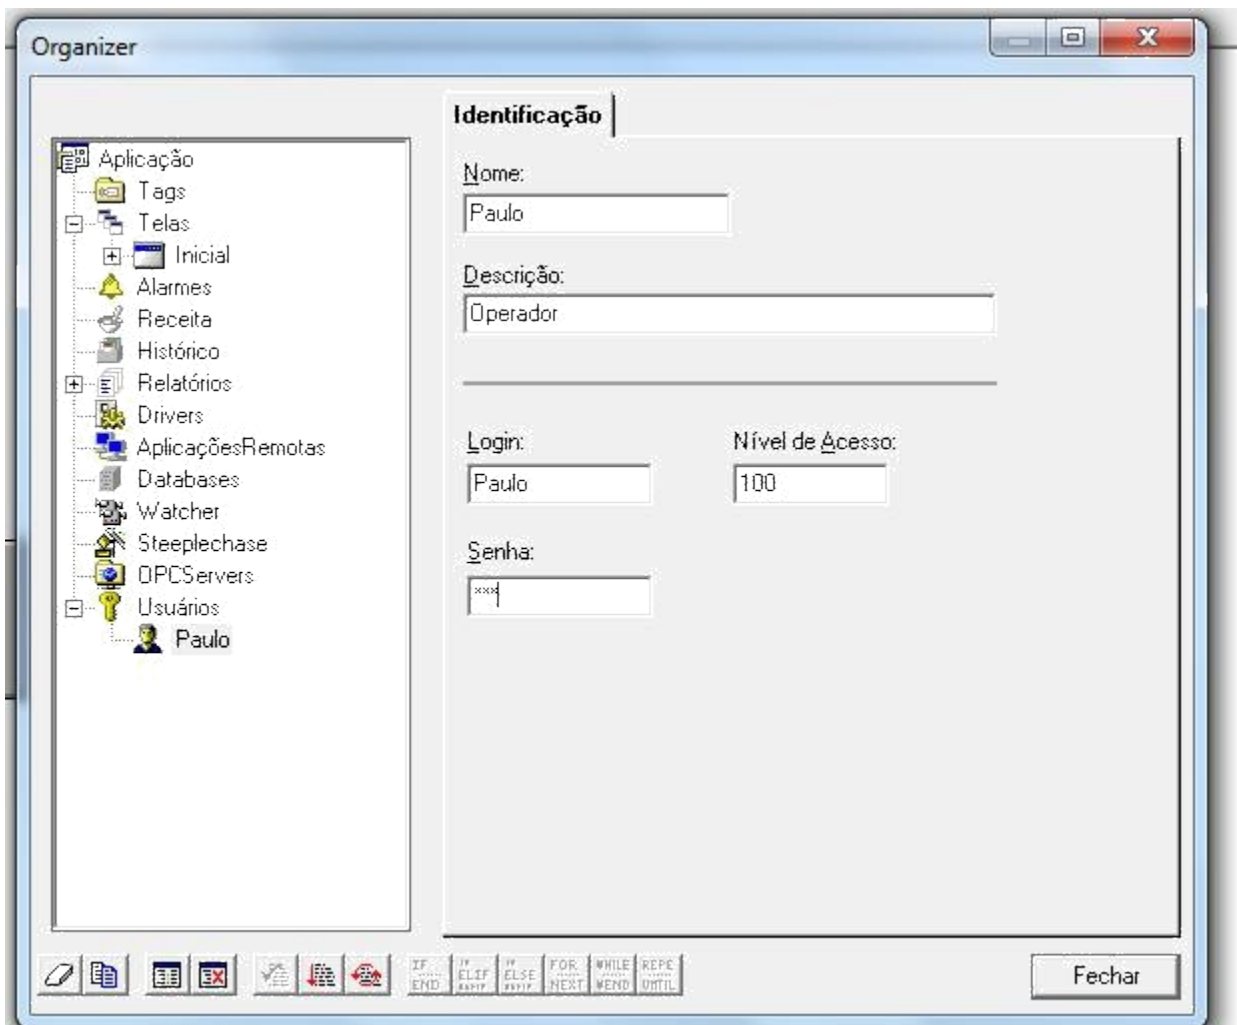 Organizer
Identificação
Aplicação
Tags
Telas
Inicial
Alarmes
Receita
Histórico
Relatórios
Drivers
AplicaçõesRemotas
Databases
Watcher
Steeplechase
OPCServers
Usuários
Paulo
Nome:
Paulo
Descrição:
Operador
Login:
Nível de Acesso:
Paulo
100
Senha:
***
IF END
IF ELIF
IF ELSE
FOR NEXT
WHILE WEND
REPE UNTIL
Fechar